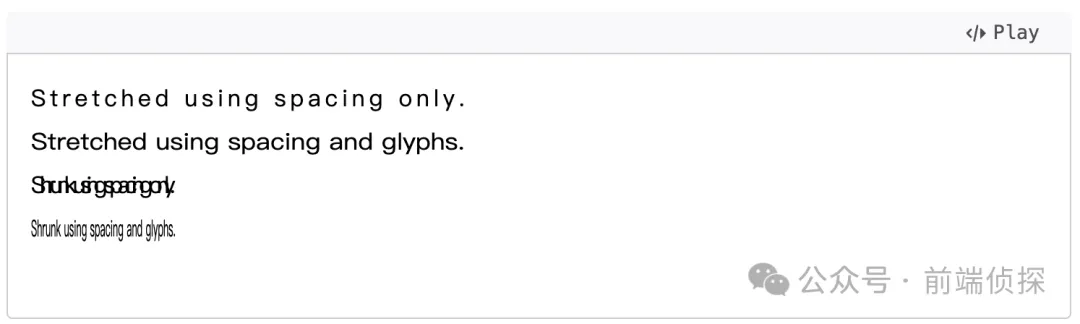 </> Play
Stretched using spacing only.
Stretched using spacing and glyphs.
Shrunk using spacing only.
Shrunk using spacing and glyphs.
公众号 · 前端侦探